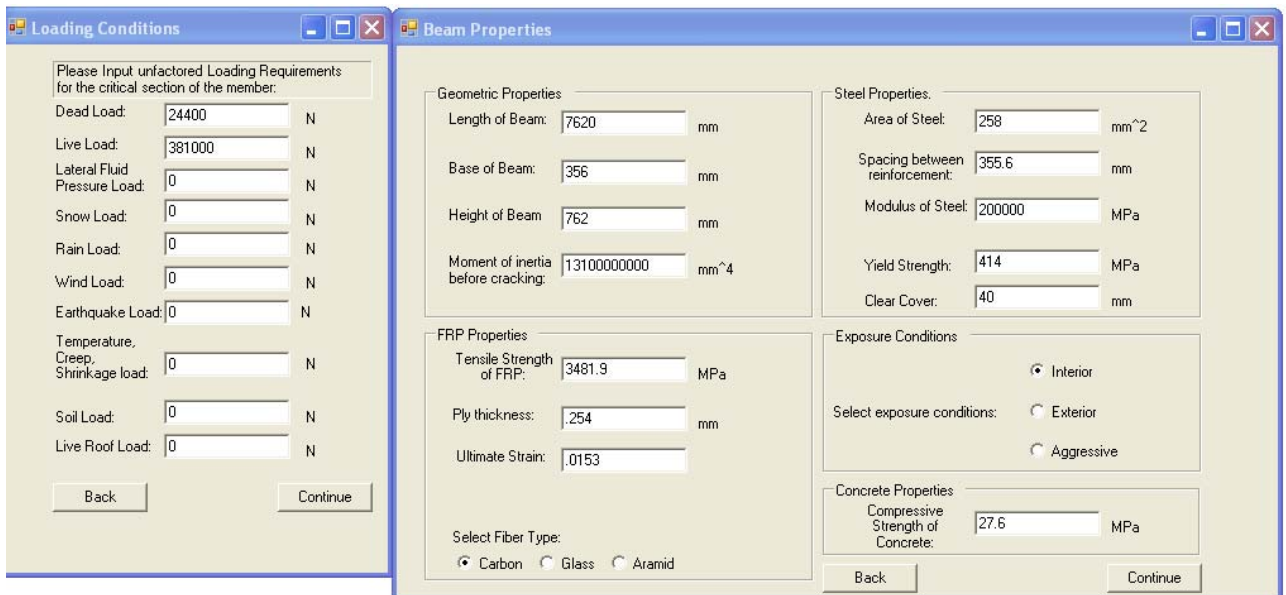 Loading Conditions
Please Input unfactored Loading Requirements
for the critical section of the member:
Dead Load: 24400 N
Live Load: 381000 N
Lateral Fluid
Pressure Load: 0 N
Snow Load: 0 N
Rain Load: 0 N
Wind Load: 0 N
Earthquake Load: 0 N
Temperature,
Creep,
Shrinkage load: 0 N
Soil Load: 0 N
Live Roof Load: 0 N
Back Continue
Beam Properties
Geometric Properties
Length of Beam: 7620 mm
Base of Beam: 356 mm
Height of Beam 762 mm
Moment of inertia
before cracking: 13100000000 mm^4
FRP Properties
Tensile Strength
of FRP: 3481.9 MPa
Ply thickness: .254 mm
Ultimate Strain: .0153
Select Fiber Type:
Carbon Glass Aramid
Steel Properties.
Area of Steel: 258 mm^2
Spacing between
reinforcement: 355.6 mm
Modulus of Steel: 200000 MPa
Yield Strength: 414 MPa
Clear Cover: 40 mm
Exposure Conditions
Interior
Select exposure conditions: Exterior
Aggressive
Concrete Properties
Compressive
Strength of
Concrete: 27.6 MPa
Back Continue